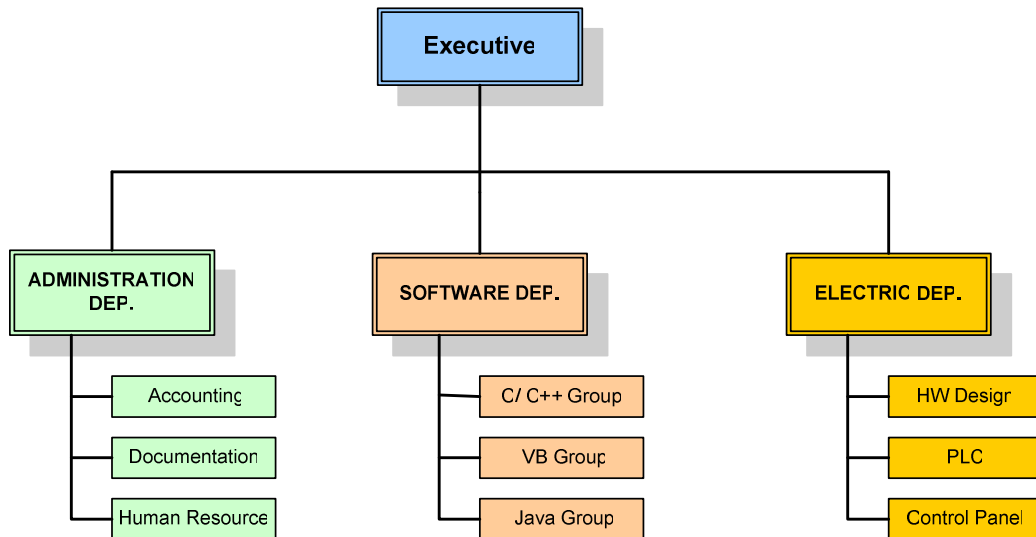 Executive
ADMINISTRATION
DEP.
SOFTWARE DEP.
ELECTRIC DEP.
Accounting
C/ C++ Group
HW Design
Documentation
VB Group
PLC
Human Resource
Java Group
Control Panel